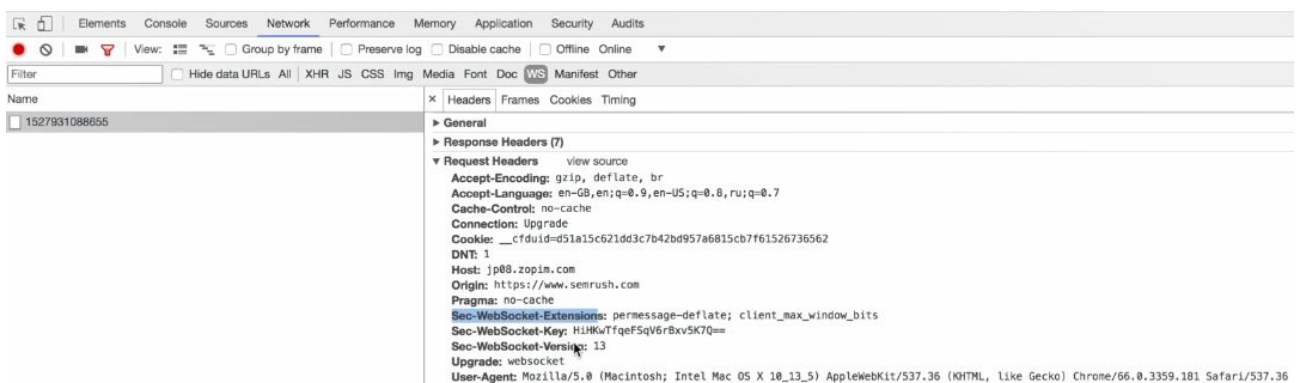 Elements Console Sources Network Performance Memory Application Security Audits
View: Group by frame Preserve log Disable cache Offline Online
Filter Hide data URLs All XHR JS CSS Img Media Font Doc WS Manifest Other
Name × Headers Frames Cookies Timing
1527931088655
General
Response Headers (7)
Request Headers view source
Accept-Encoding: gzip, deflate, br
Accept-Language: en-GB,en;q=0.9,en-US;q=0.8,ru;q=0.7
Cache-Control: no-cache
Connection: Upgrade
Cookie: __cfduid=d51a15c621dd3c7b42bd957a6815cb7f61526736562
DNT: 1
Host: jp08.zopim.com
Origin: https://www.semrush.com
Pragma: no-cache
Sec-WebSocket-Extensions: permessage-deflate; client_max_window_bits
Sec-WebSocket-Key: HiHKwTfqeFSqV6rBxv5K7Q==
Sec-WebSocket-Version: 13
Upgrade: websocket
User-Agent: Mozilla/5.0 (Macintosh; Intel Mac OS X 10_13_5) AppleWebKit/537.36 (KHTML, like Gecko) Chrome/66.0.3359.181 Safari/537.36